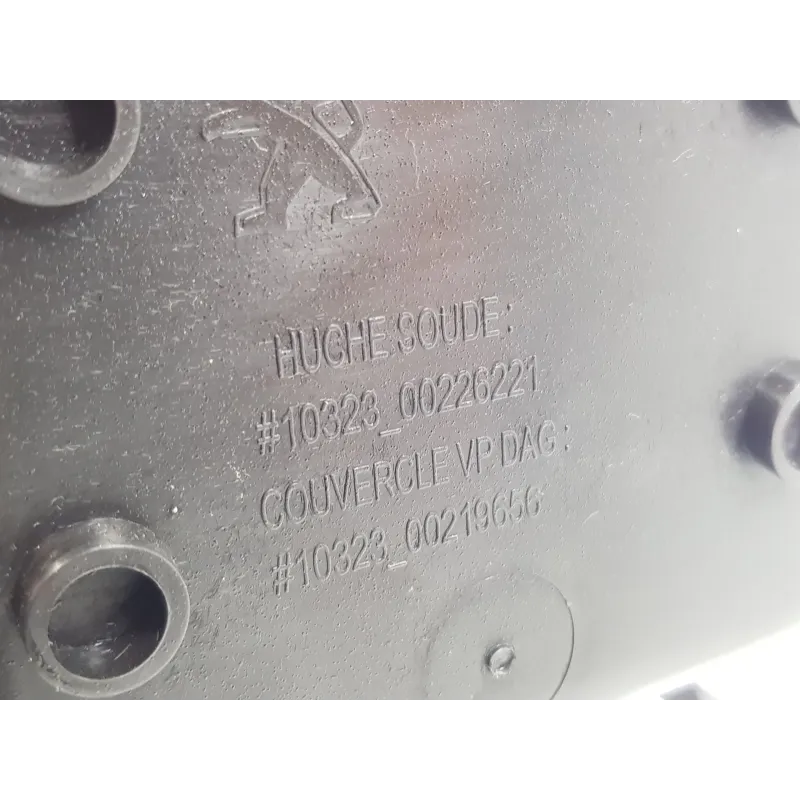 HUCHE SOUDE :
#10323_00226221
COUVERCLE VP DAG :
#10323_00219656